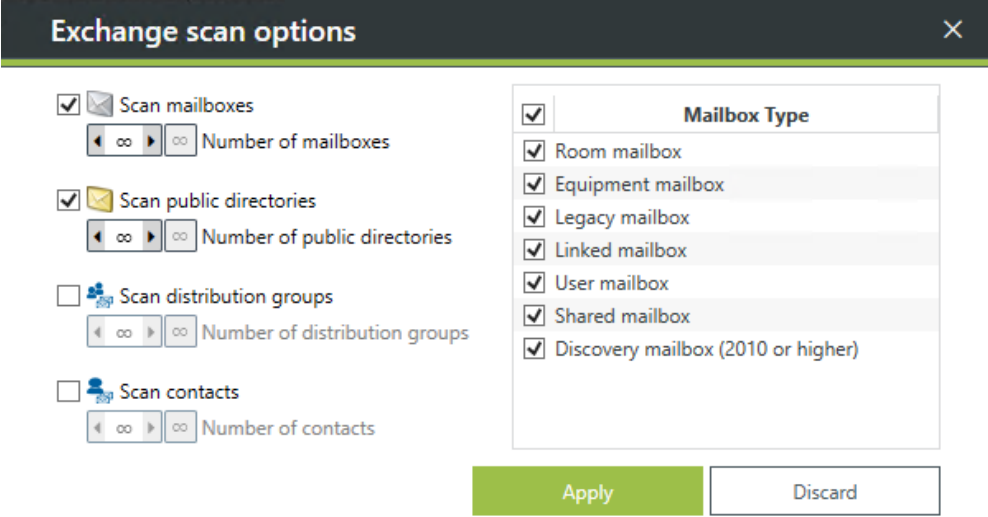 Exchange scan options
Scan mailboxes
∞ ∞ Number of mailboxes
Scan public directories
∞ ∞ Number of public directories
Scan distribution groups
∞ ∞ Number of distribution groups
Scan contacts
∞ ∞ Number of contacts
Mailbox Type
Room mailbox
Equipment mailbox
Legacy mailbox
Linked mailbox
User mailbox
Shared mailbox
Discovery mailbox (2010 or higher)
Apply
Discard